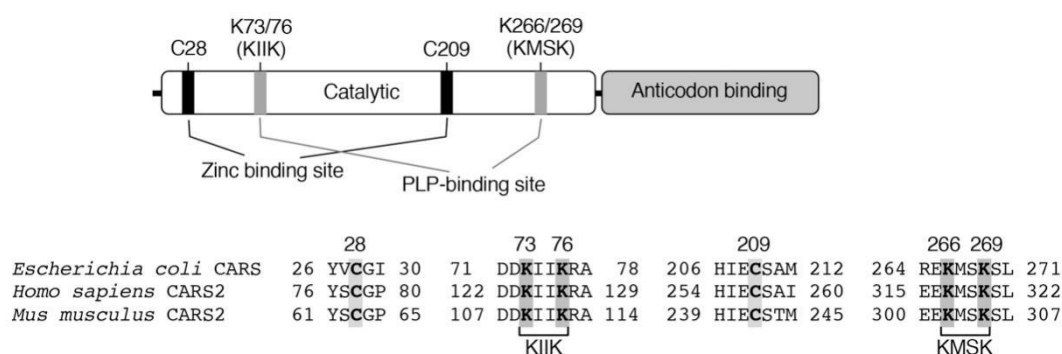 K73/76 K266/269
C28 (KIIK) C209 (KMSK)
Catalytic Anticodon binding
Zinc binding site
PLP-binding site
28 73 76 209 266 269
Escherichia coli CARS 26 YVCGI 30 71 DDKIIKRA 78 206 HIECSAM 212 264 REKMSKSL 271
Homo sapiens CARS2 76 YSCGP 80 122 DDKIIKRA 129 254 HIECSAI 260 315 EEKMSKSL 322
Mus musculus CARS2 61 YSCGP 65 107 DDKIIKRA 114 239 HIECSTM 245 300 EEKMSKSL 307
KIIK KMSK